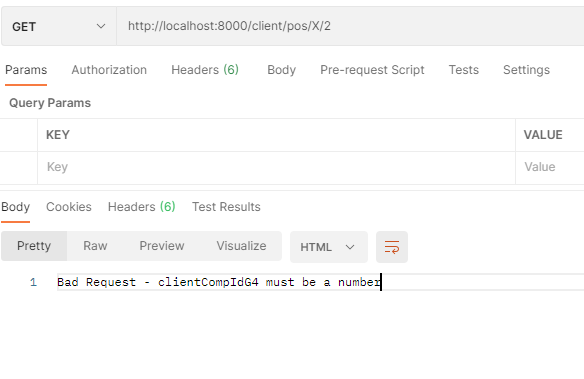 GET http://localhost:8000/client/pos/X/2
Params Authorization Headers (6) Body Pre-request Script Tests Settings
Query Params
KEY VALUE
Key Value
Body Cookies Headers (6) Test Results
Pretty Raw Preview Visualize HTML
1 Bad Request - clientCompIdG4 must be a number